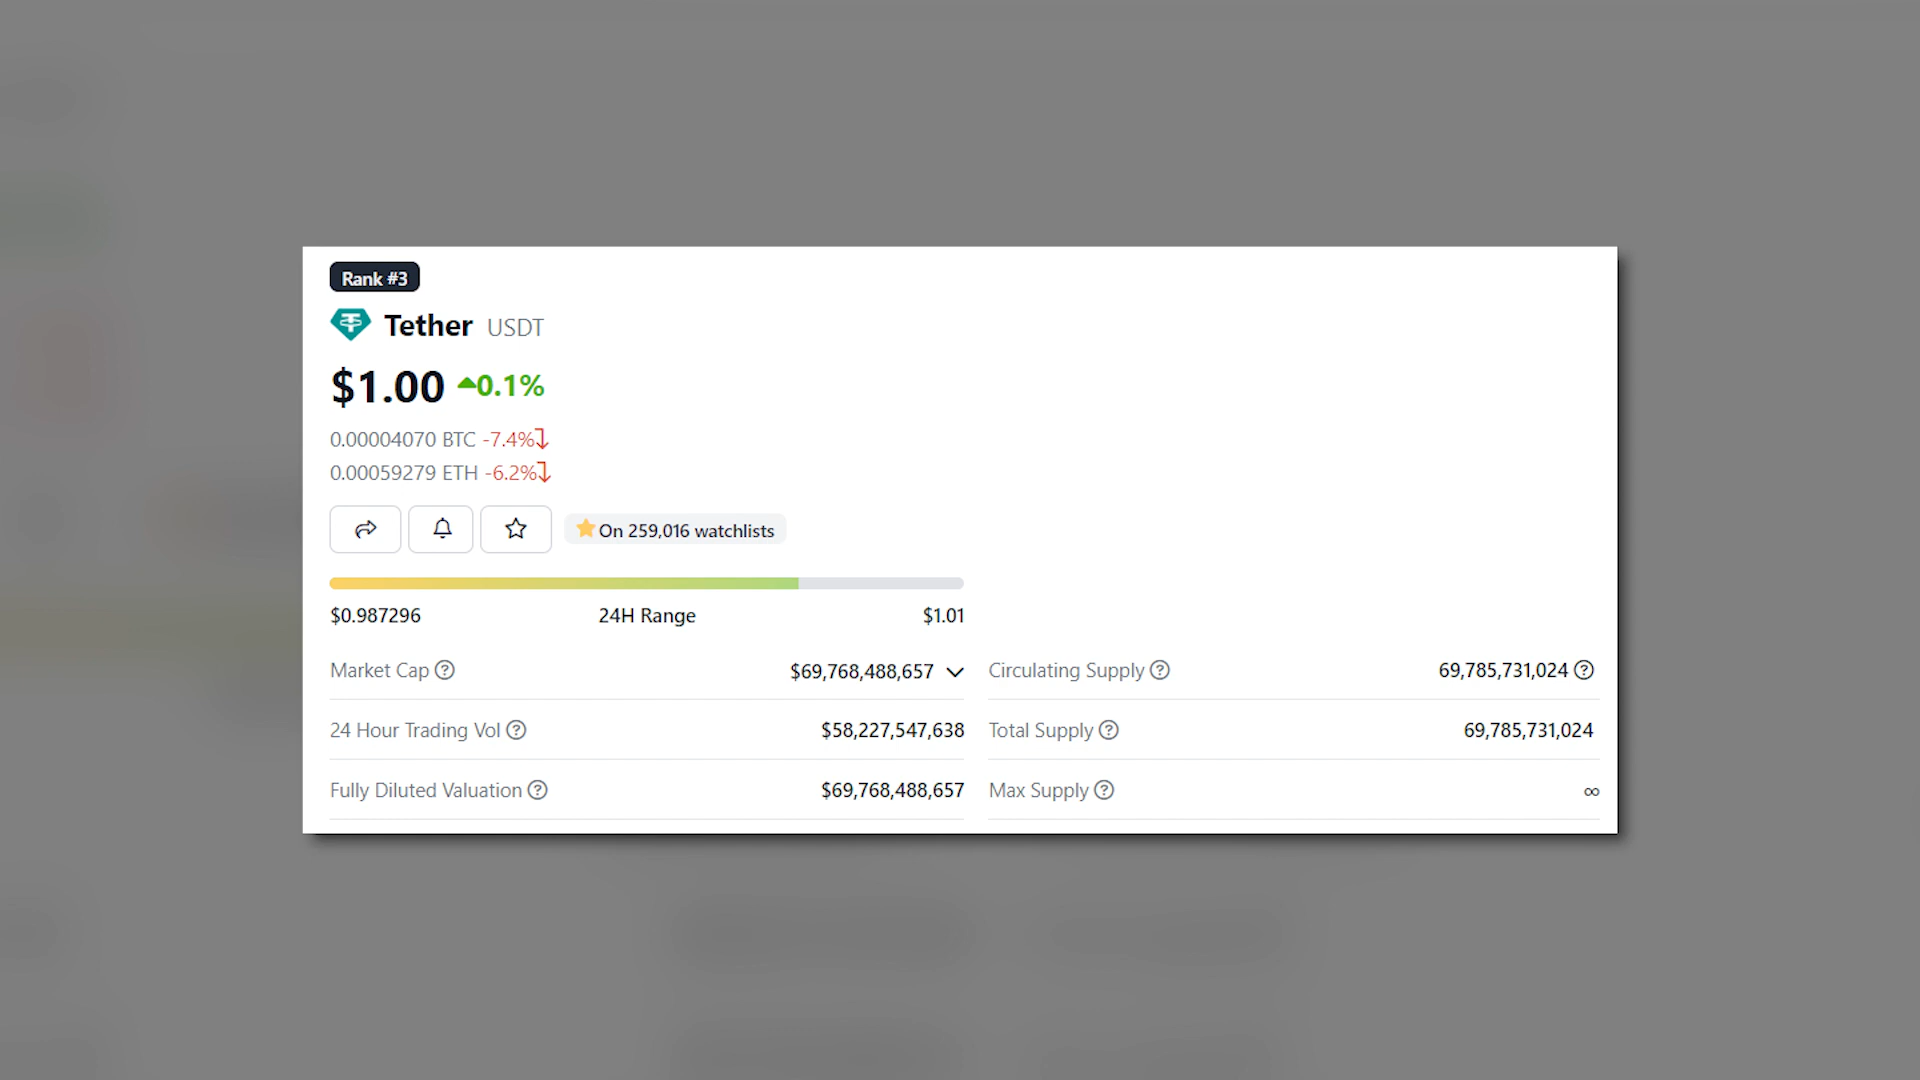 Rank #3
Tether USDT
$1.00 0.1%
0.00004070 BTC -7.4%
0.00059279 ETH -6.2%
On 259,016 watchlists
$0.987296 24H Range $1.01
Market Cap $69,768,488,657 Circulating Supply 69,785,731,024
24 Hour Trading Vol $58,227,547,638 Total Supply 69,785,731,024
Fully Diluted Valuation $69,768,488,657 Max Supply ∞